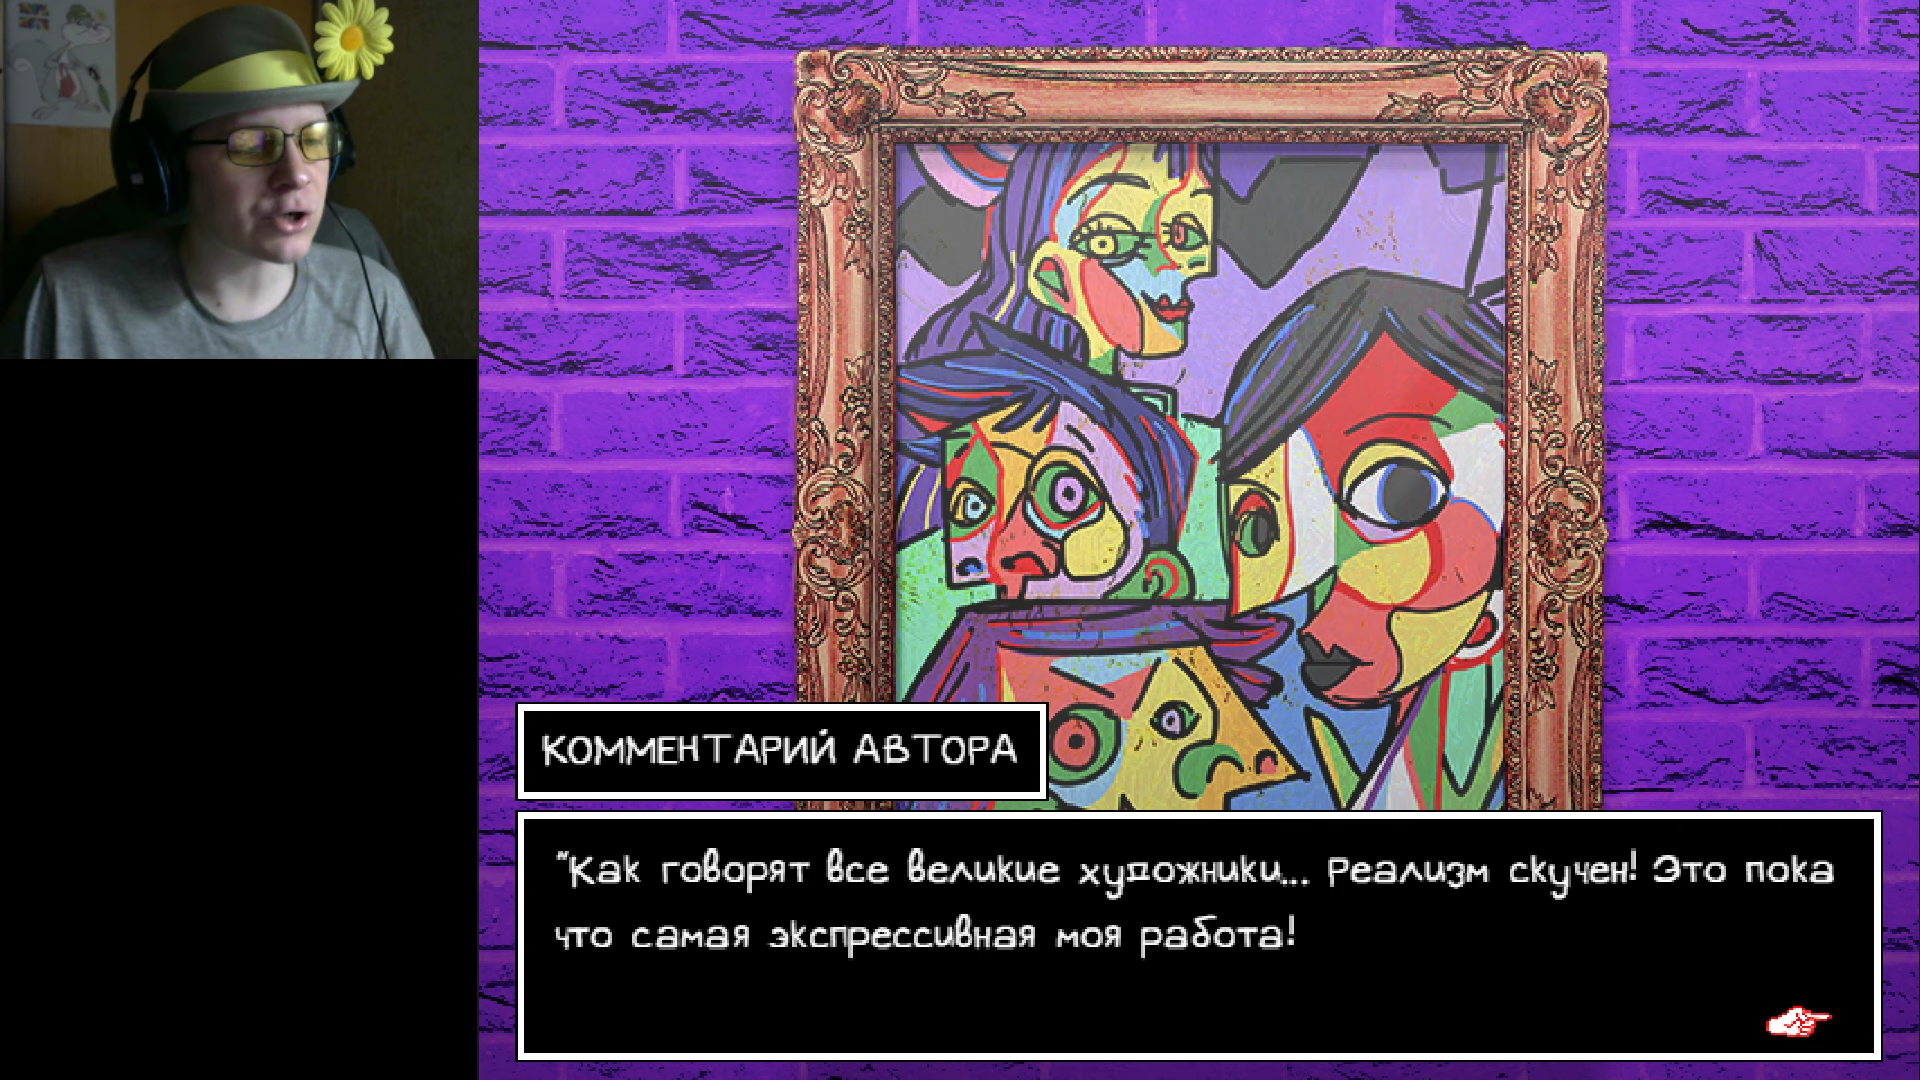 КОММЕНТАРИЙ АВТОРА
"Как говорят все великие художники... Реализм скучен! Это пока
что самая экспрессивная моя работа!